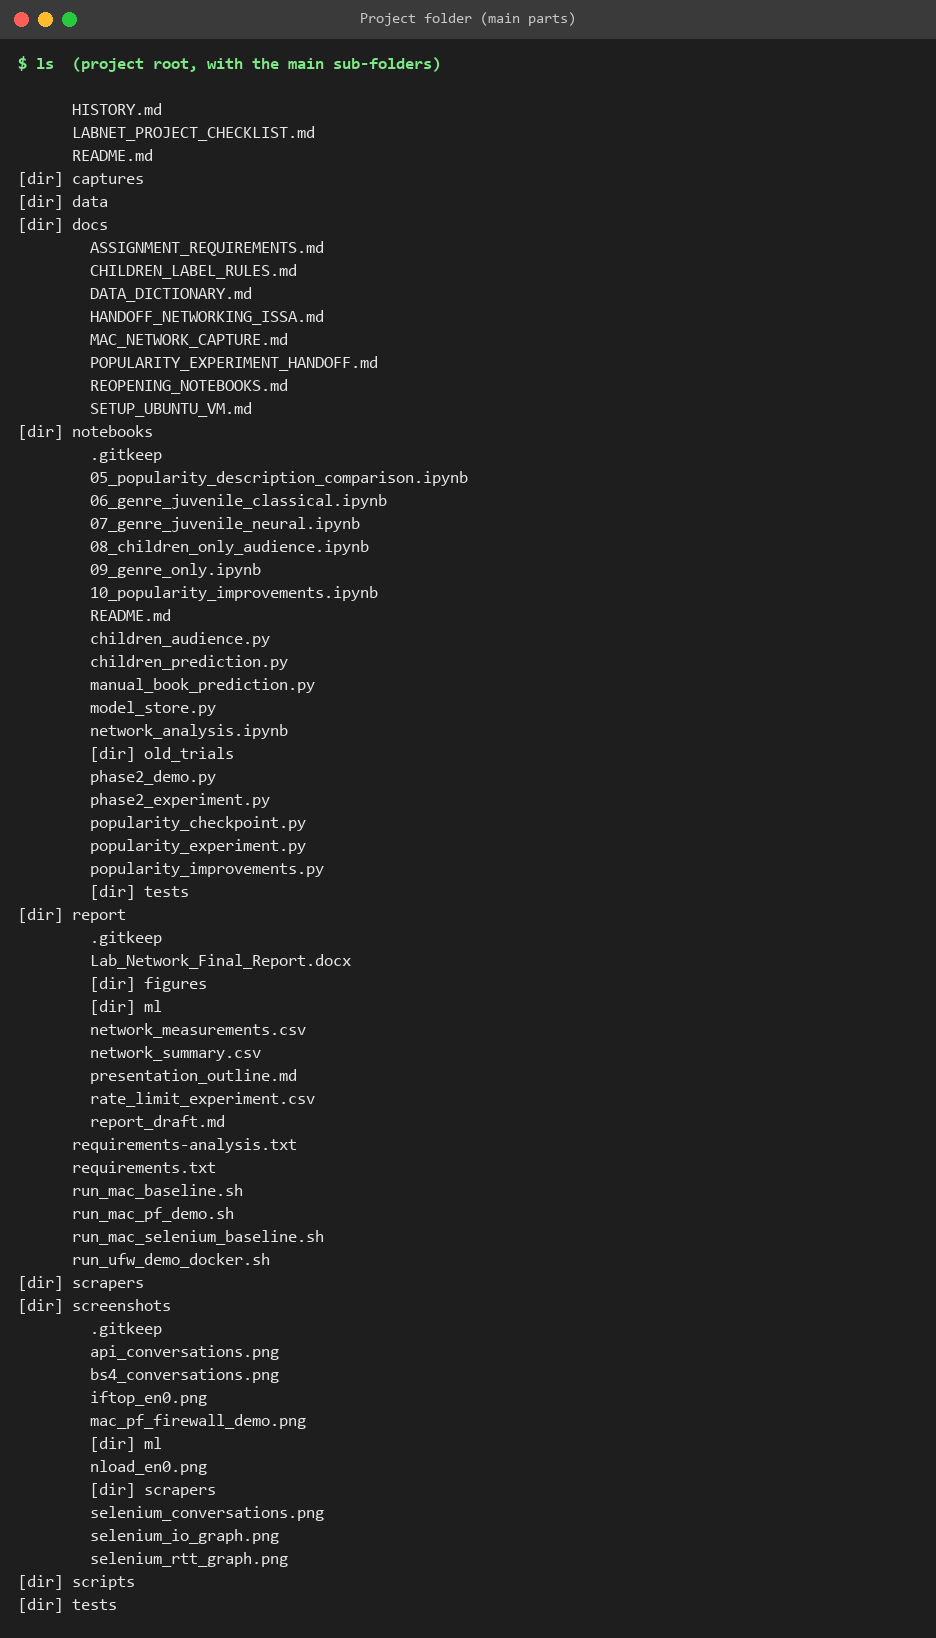 Project folder (main parts)
$ ls  (project root, with the main sub-folders)
      HISTORY.md
      LABNET_PROJECT_CHECKLIST.md
      README.md
[dir] captures
[dir] data
[dir] docs
        ASSIGNMENT_REQUIREMENTS.md
        CHILDREN_LABEL_RULES.md
        DATA_DICTIONARY.md
        HANDOFF_NETWORKING_ISSA.md
        MAC_NETWORK_CAPTURE.md
        POPULARITY_EXPERIMENT_HANDOFF.md
        REOPENING_NOTEBOOKS.md
        SETUP_UBUNTU_VM.md
[dir] notebooks
        .gitkeep
        05_popularity_description_comparison.ipynb
        06_genre_juvenile_classical.ipynb
        07_genre_juvenile_neural.ipynb
        08_children_only_audience.ipynb
        09_genre_only.ipynb
        10_popularity_improvements.ipynb
        README.md
        children_audience.py
        children_prediction.py
        manual_book_prediction.py
        model_store.py
        network_analysis.ipynb
        [dir] old_trials
        phase2_demo.py
        phase2_experiment.py
        popularity_checkpoint.py
        popularity_experiment.py
        popularity_improvements.py
        [dir] tests
[dir] report
        .gitkeep
        Lab_Network_Final_Report.docx
        [dir] figures
        [dir] ml
        network_measurements.csv
        network_summary.csv
        presentation_outline.md
        rate_limit_experiment.csv
        report_draft.md
      requirements-analysis.txt
      requirements.txt
      run_mac_baseline.sh
      run_mac_pf_demo.sh
      run_mac_selenium_baseline.sh
      run_ufw_demo_docker.sh
[dir] scrapers
[dir] screenshots
        .gitkeep
        api_conversations.png
        bs4_conversations.png
        iftop_en0.png
        mac_pf_firewall_demo.png
        [dir] ml
        nload_en0.png
        [dir] scrapers
        selenium_conversations.png
        selenium_io_graph.png
        selenium_rtt_graph.png
[dir] scripts
[dir] tests